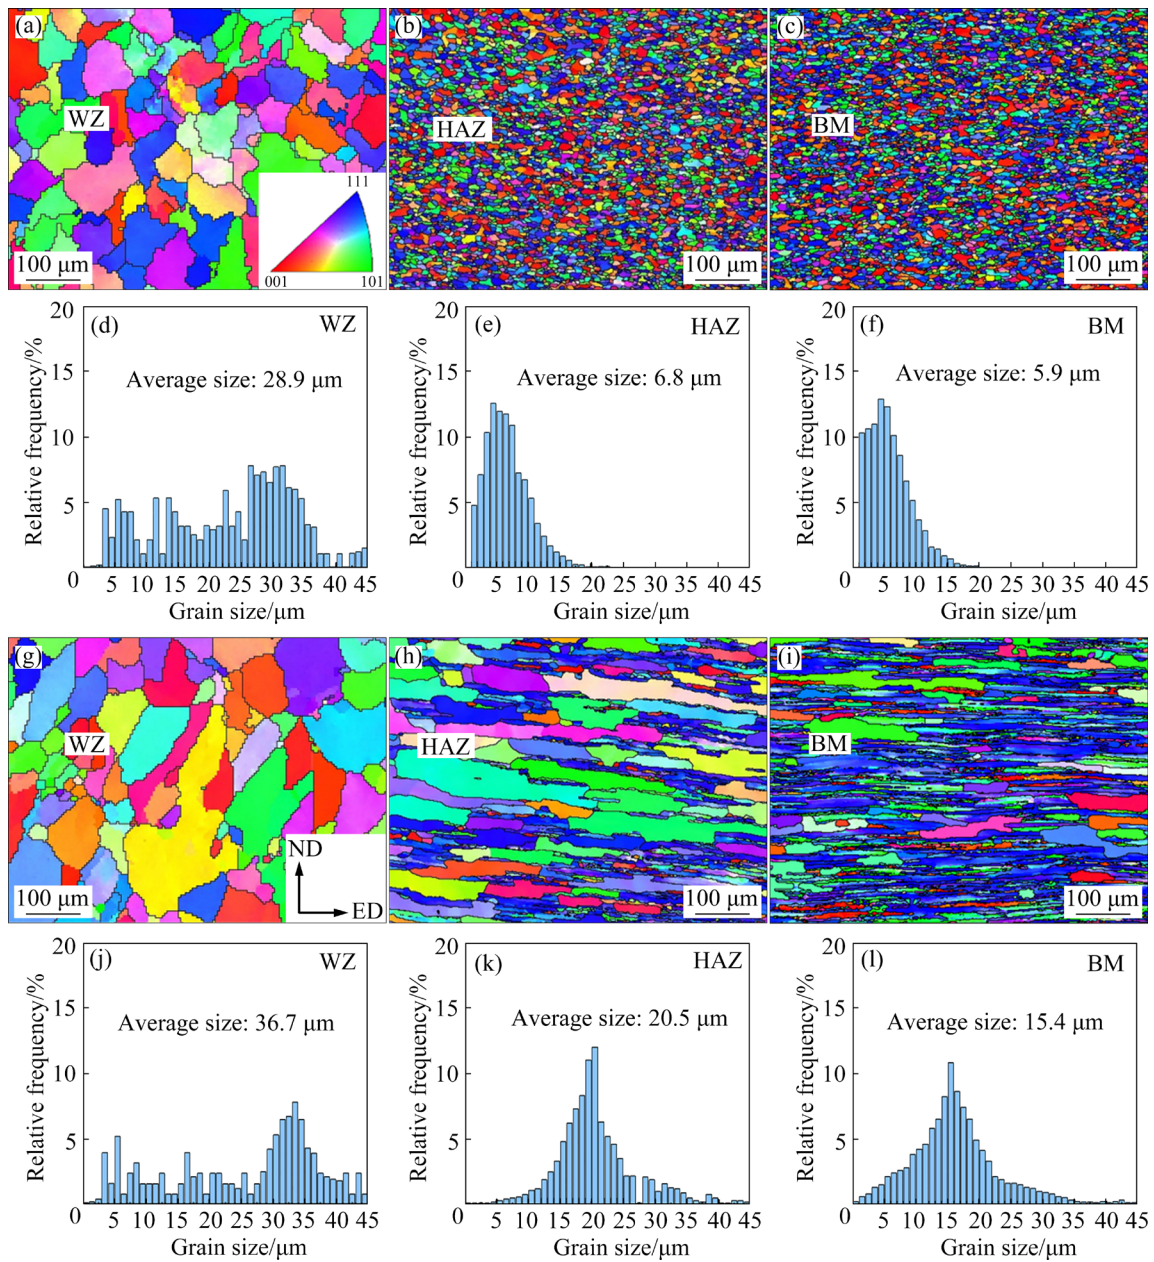 (a)
WZ
100 μm
111
001
101
(b)
HAZ
100 μm
(c)
BM
100 μm
(d)
WZ
Average size: 28.9 μm
Relative frequency/%
20
15
10
5
0
5 10 15 20 25 30 35 40 45
Grain size/μm
(e)
HAZ
Average size: 6.8 μm
Relative frequency/%
20
15
10
5
0
5 10 15 20 25 30 35 40 45
Grain size/μm
(f)
BM
Average size: 5.9 μm
Relative frequency/%
20
15
10
5
0
5 10 15 20 25 30 35 40 45
Grain size/μm
(g)
WZ
100 μm
ND
ED
(h)
HAZ
100 μm
(i)
BM
100 μm
(j)
WZ
Average size: 36.7 μm
Relative frequency/%
20
15
10
5
0
5 10 15 20 25 30 35 40 45
Grain size/μm
(k)
HAZ
Average size: 20.5 μm
Relative frequency/%
20
15
10
5
0
5 10 15 20 25 30 35 40 45
Grain size/μm
(l)
BM
Average size: 15.4 μm
Relative frequency/%
20
15
10
5
0
5 10 15 20 25 30 35 40 45
Grain size/μm